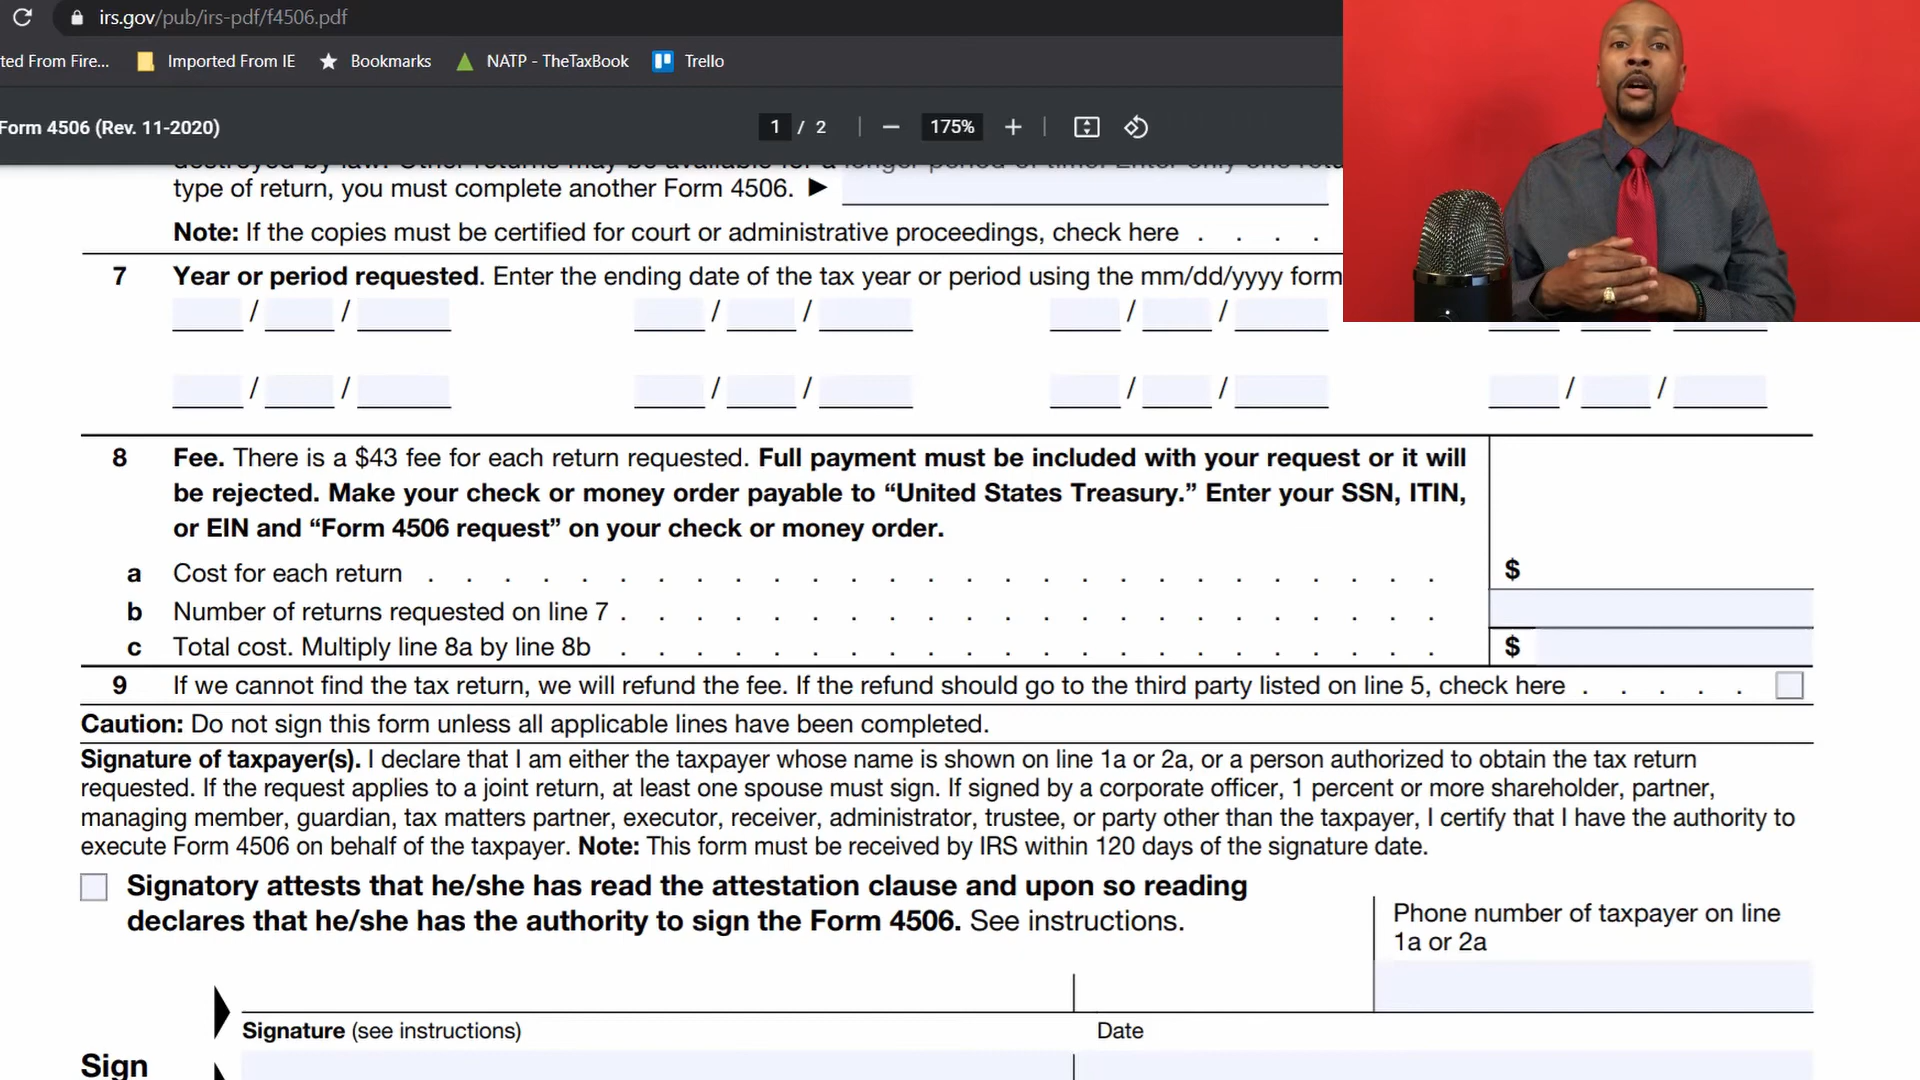 irs.gov/pub/irs-pdf/f4506.pdf
ted From Fire... Imported From IE Bookmarks NATP - TheTaxBook Trello
Form 4506 (Rev. 11-2020) 1 / 2 175%
destroyed by law. Other returns may be available for a longer period of time. Enter only one
type of return, you must complete another Form 4506. ▶
Note: If the copies must be certified for court or administrative proceedings, check here . . . .
7 Year or period requested. Enter the ending date of the tax year or period using the mm/dd/yyyy form
/ / / / / /
/ / / / / / / /
8 Fee. There is a $43 fee for each return requested. Full payment must be included with your request or it will
be rejected. Make your check or money order payable to “United States Treasury.” Enter your SSN, ITIN,
or EIN and “Form 4506 request” on your check or money order.
a Cost for each return . . . . . . . . . . . . . . . . . . . . . . . . . . . $
b Number of returns requested on line 7 . . . . . . . . . . . . . . . . . . . . . .
c Total cost. Multiply line 8a by line 8b . . . . . . . . . . . . . . . . . . . . . . $
9 If we cannot find the tax return, we will refund the fee. If the refund should go to the third party listed on line 5, check here . . . . .
Caution: Do not sign this form unless all applicable lines have been completed.
Signature of taxpayer(s). I declare that I am either the taxpayer whose name is shown on line 1a or 2a, or a person authorized to obtain the tax return
requested. If the request applies to a joint return, at least one spouse must sign. If signed by a corporate officer, 1 percent or more shareholder, partner,
managing member, guardian, tax matters partner, executor, receiver, administrator, trustee, or party other than the taxpayer, I certify that I have the authority to
execute Form 4506 on behalf of the taxpayer. Note: This form must be received by IRS within 120 days of the signature date.
Signatory attests that he/she has read the attestation clause and upon so reading
declares that he/she has the authority to sign the Form 4506. See instructions.
Phone number of taxpayer on line
1a or 2a
Signature (see instructions) Date
Sign